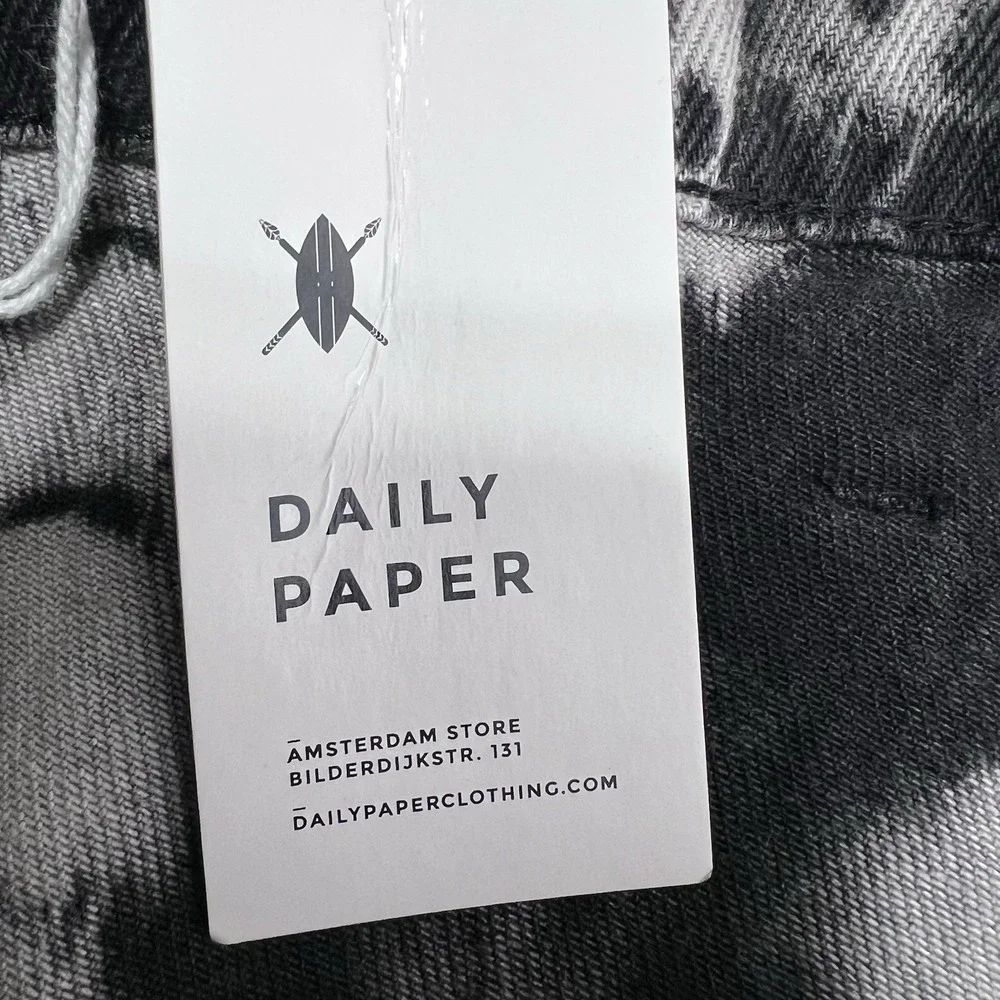 DAILY
PAPER
AMSTERDAM STORE
BILDERDIJKSTR. 131
DAILYPAPERCLOTHING.COM